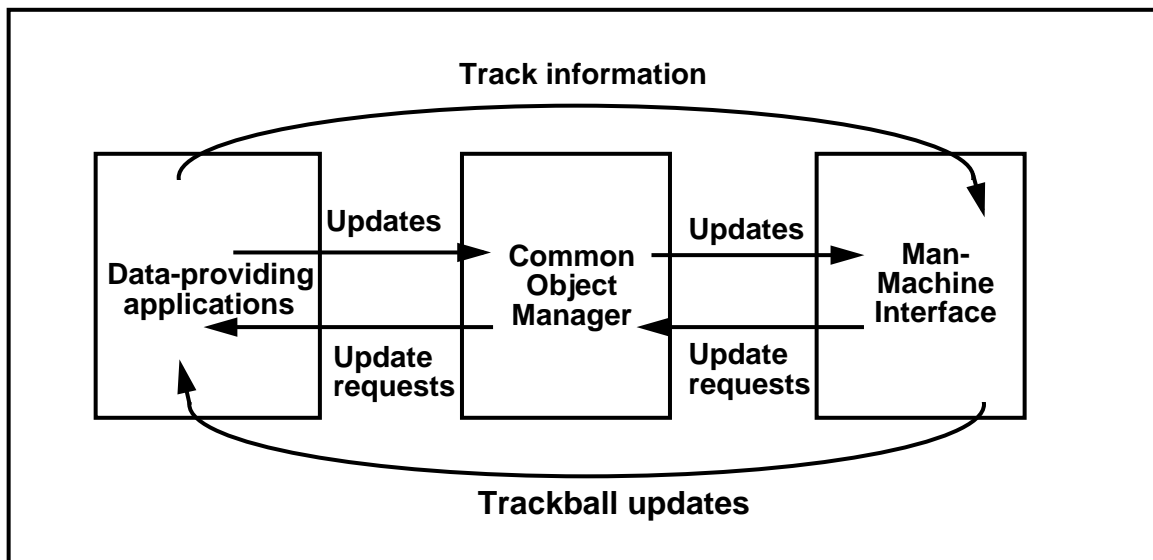 Track information
Updates
Updates
Data-providing
applications
Common
Object
Manager
Man-
Machine
Interface
Update
requests
Update
requests
Trackball updates